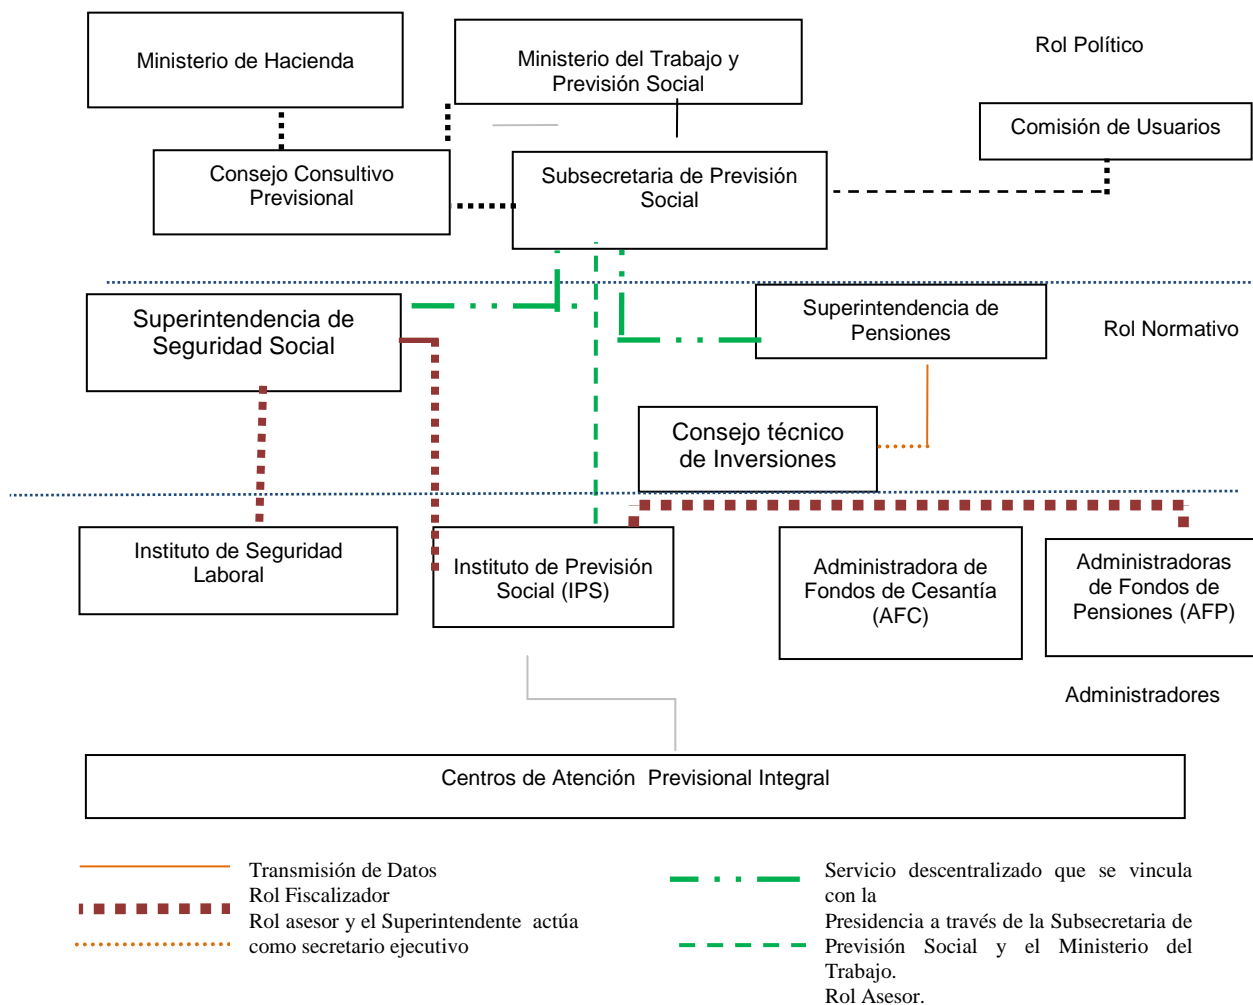 Ministerio de Hacienda
Ministerio del Trabajo y
Previsión Social
Rol Político
Comisión de Usuarios
Consejo Consultivo
Previsional
Subsecretaria de Previsión
Social
Superintendencia de
Seguridad Social
Superintendencia de
Pensiones
Rol Normativo
Consejo técnico
de Inversiones
Instituto de Seguridad
Laboral
Instituto de Previsión
Social (IPS)
Administradora de
Fondos de Cesantía
(AFC)
Administradoras
de Fondos de
Pensiones (AFP)
Administradores
Centros de Atención Previsional Integral
Transmisión de Datos
Rol Fiscalizador
Rol asesor y el Superintendente actúa
como secretario ejecutivo
Servicio descentralizado que se vincula
con la
Presidencia a través de la Subsecretaria de
Previsión Social y el Ministerio del
Trabajo.
Rol Asesor.